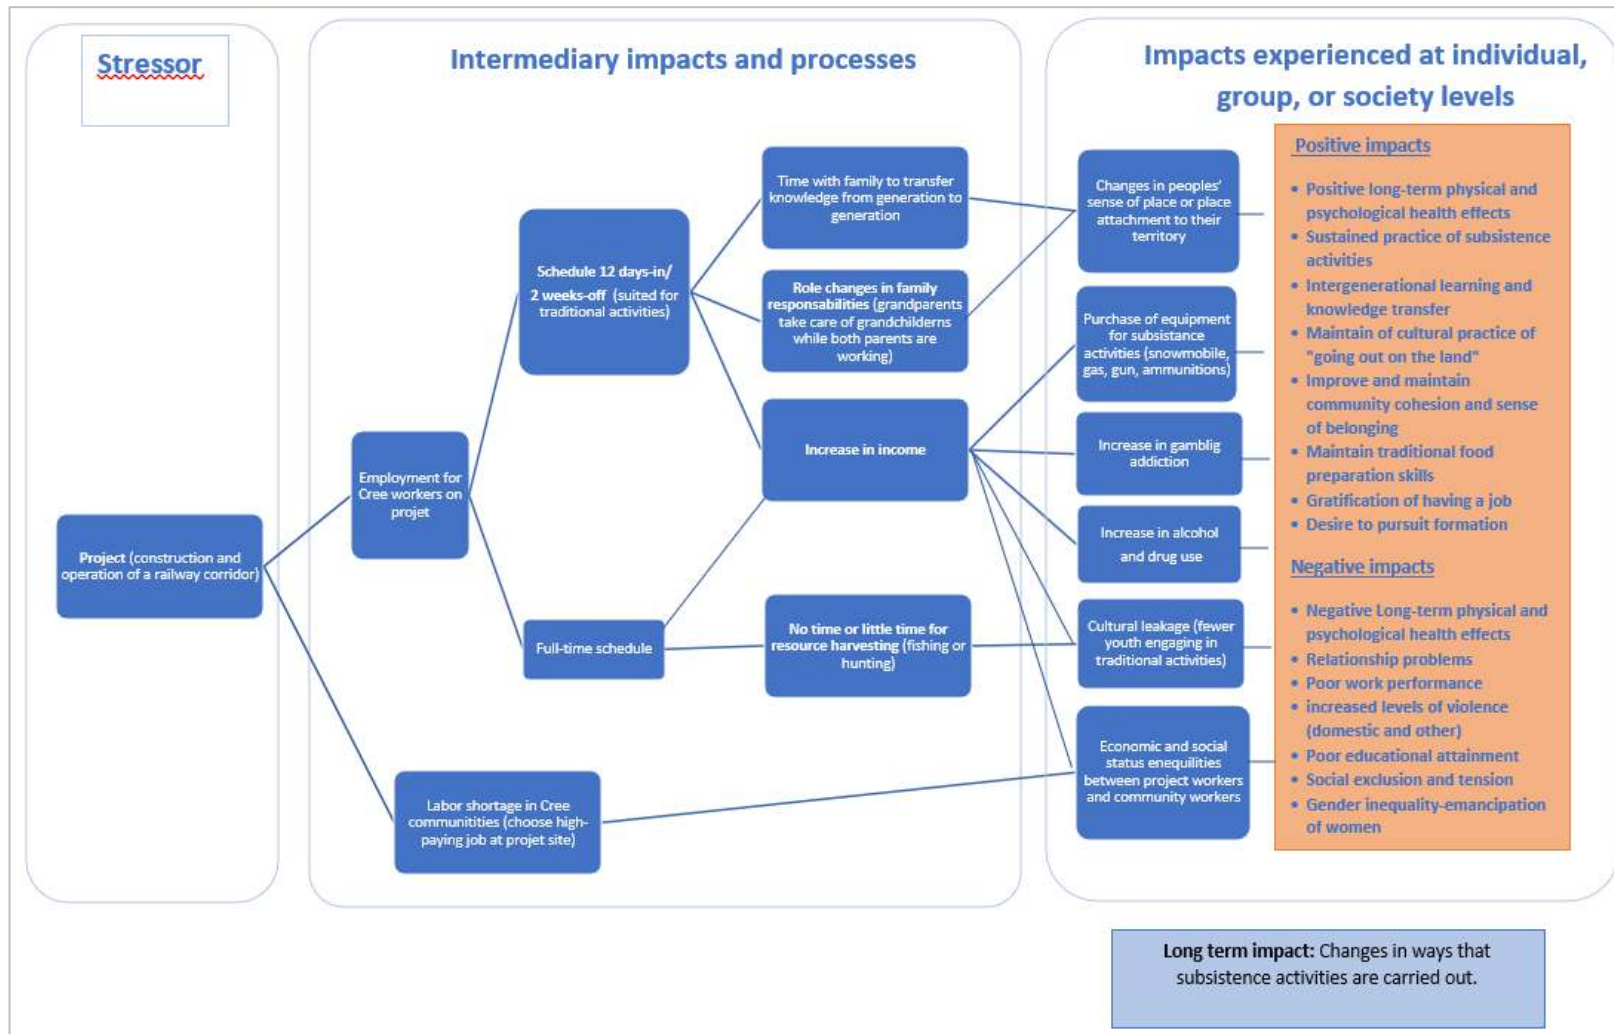 Stressor
Intermediary impacts and processes
Impacts experienced at individual,
group, or society levels
Project (construction and
operation of a railway corridor)
Employment for
Cree workers on
projet
Labor shortage in Cree
communitities (choose high-
paying job at projet site)
Schedule 12 days-in/
2 weeks-off (suited for
traditional activities)
Full-time schedule
Time with family to transfer
knowledge from generation to
generation
Role changes in family
responsabilities (grandparents
take care of grandchilderns
while both parents are
working)
Increase in income
No time or little time for
resource harvesting (fishing or
hunting)
Changes in peoples'
sense of place or place
attachment to their
territory
Purchase of equipment
for subsistance
activities (snowmobile,
gas, gun, ammunitions)
Increase in gamblig
addiction
Increase in alcohol
and drug use
Cultural leakage (fewer
youth engaging in
traditional activities)
Economic and social
status enequilities
between project workers
and community workers
Positive impacts
• Positive long-term physical and
psychological health effects
• Sustained practice of subsistence
activities
• Intergenerational learning and
knowledge transfer
• Maintain of cultural practice of
"going out on the land"
• Improve and maintain
community cohesion and sense
of belonging
• Maintain traditional food
preparation skills
• Gratification of having a job
• Desire to pursuit formation
Negative impacts
• Negative Long-term physical and
psychological health effects
• Relationship problems
• Poor work performance
• increased levels of violence
(domestic and other)
• Poor educational attainment
• Social exclusion and tension
• Gender inequality-emancipation
of women
Long term impact: Changes in ways that
subsistence activities are carried out.